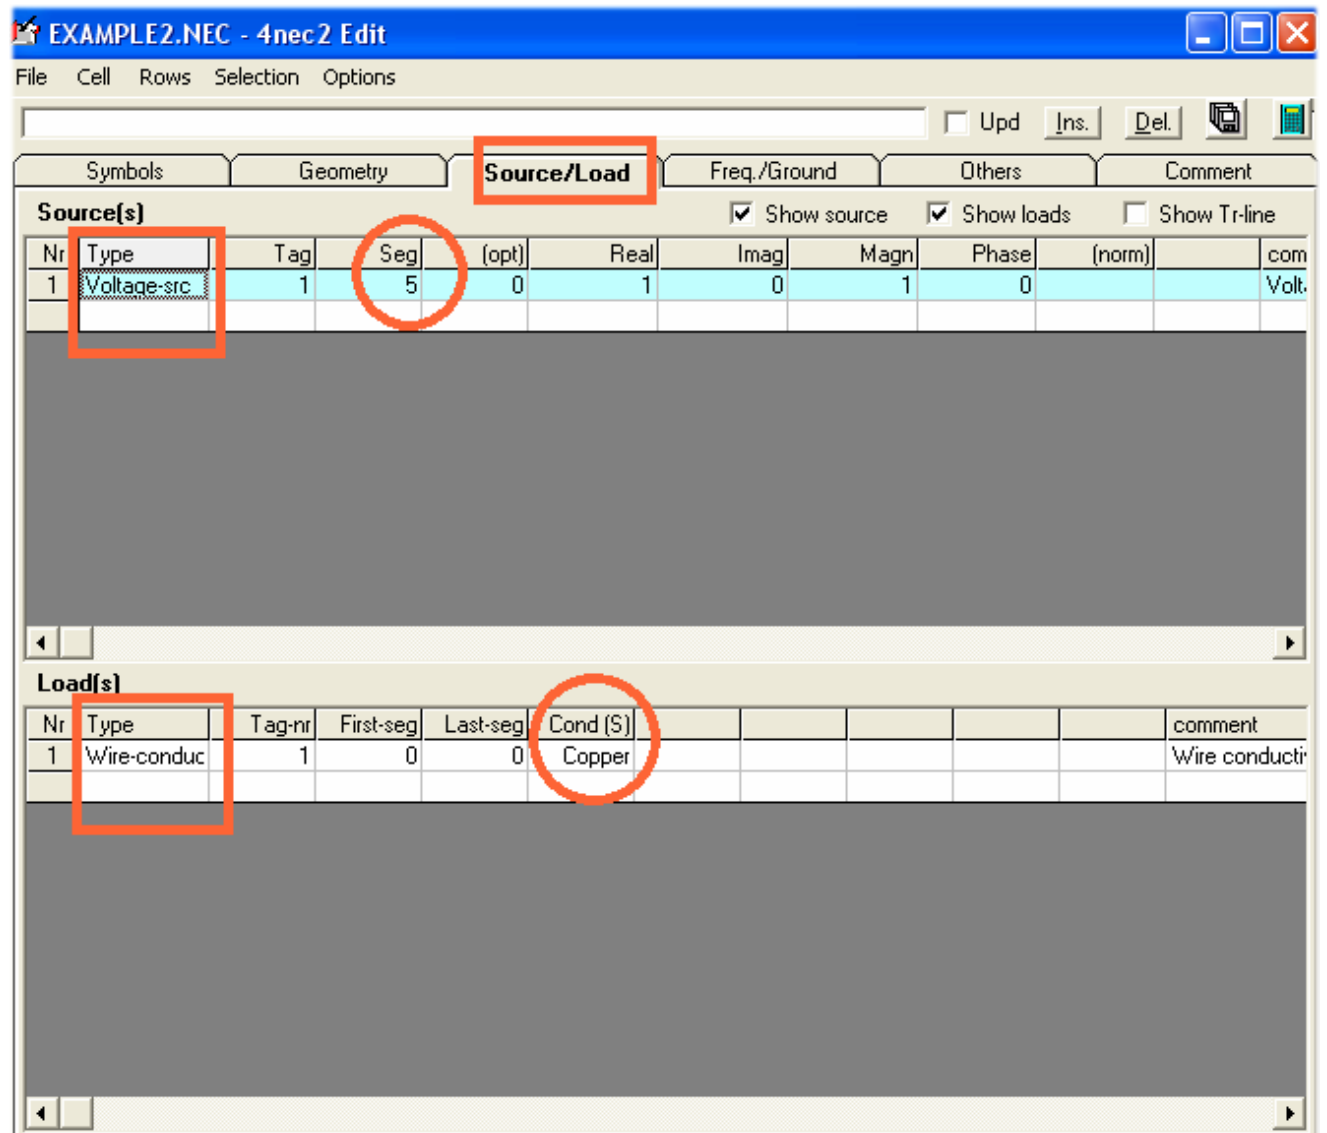 EXAMPLE2.NEC - 4nec2 Edit
File Cell Rows Selection Options
Upd Ins. Del.
Symbols Geometry Source/Load Freq./Ground Others Comment
Source(s) Show source Show loads Show Tr-line
Nr Type Tag Seg (opt) Real Imag Magn Phase (norm) com
1 Voltage-src 1 5 0 1 0 1 0 Volt
Load(s)
Nr Type Tag-nr First-seg Last-seg Cond (S) comment
1 Wire-conduc 1 0 0 Copper Wire conducti